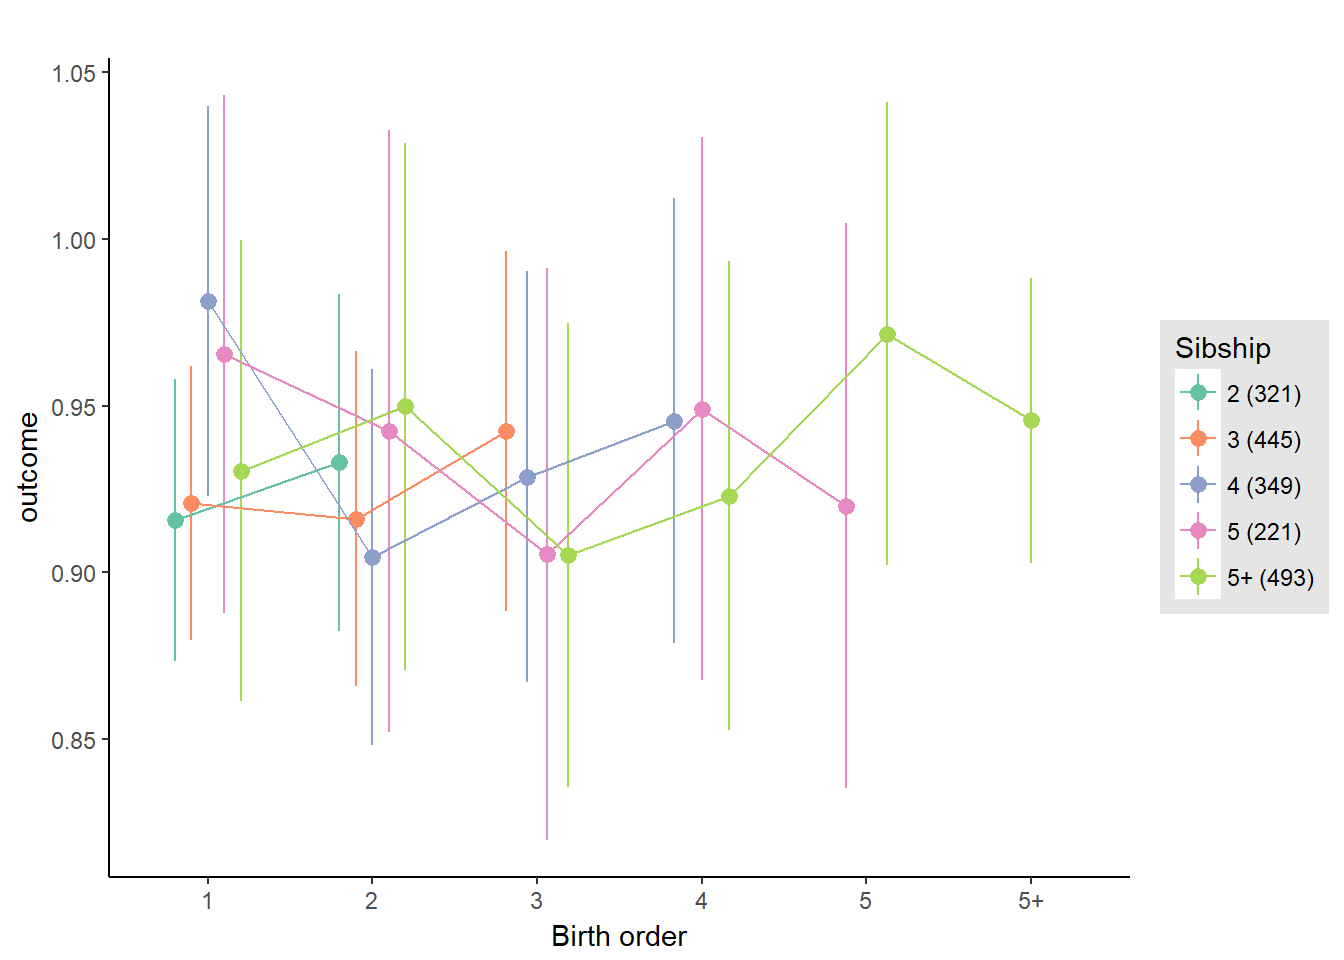 1.05
1.00
0.95
0.90
0.85
outcome
1 2 3 4 5 5+
Birth order
Sibship
2 (321)
3 (445)
4 (349)
5 (221)
5+ (493)